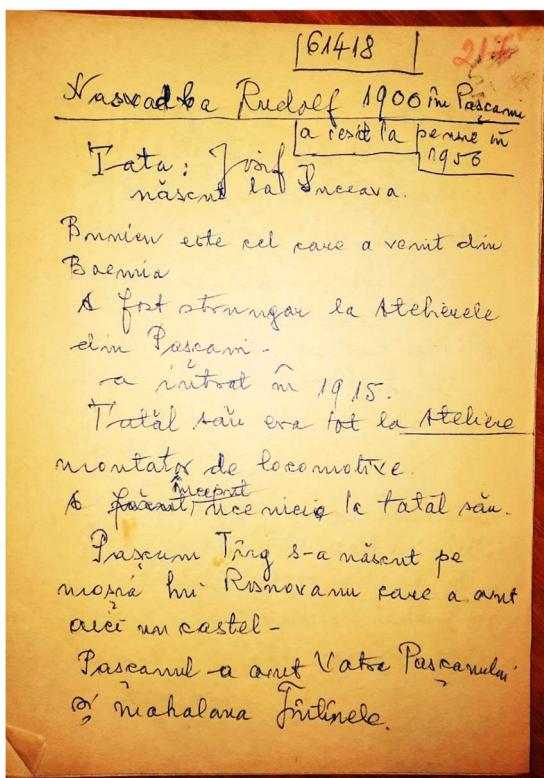 61418
217
Nasvadba Rudolf 1900 în Pașcani
a ieșit la pensie în
1956
Tata: Josif
născut la Suceava.
Bunicu este cel care a venit din
Boemia
A fost strungar la Atelierele
din Pașcani -
a intrat în 1915.
Tatăl său era tot la Ateliere
montator de locomotive.
început
A făcut ucenicia la tatăl său.
Pașcani Tîrg s-a născut pe
moșia lui Rosnovanu care a avut
aici un castel -
Pașcanul - a avut Vatra Pașcanului
și mahalaua Fîntînele.